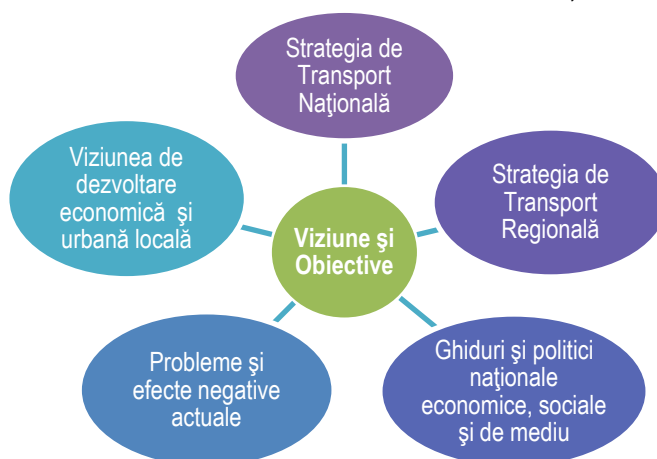 Strategia de
Transport
Naţională
Viziunea de
dezvoltare
economică şi
urbană locală
Strategia de
Transport
Regională
Viziune şi
Obiective
Probleme şi
efecte negative
actuale
Ghiduri şi politici
naţionale
economice, sociale
şi de mediu